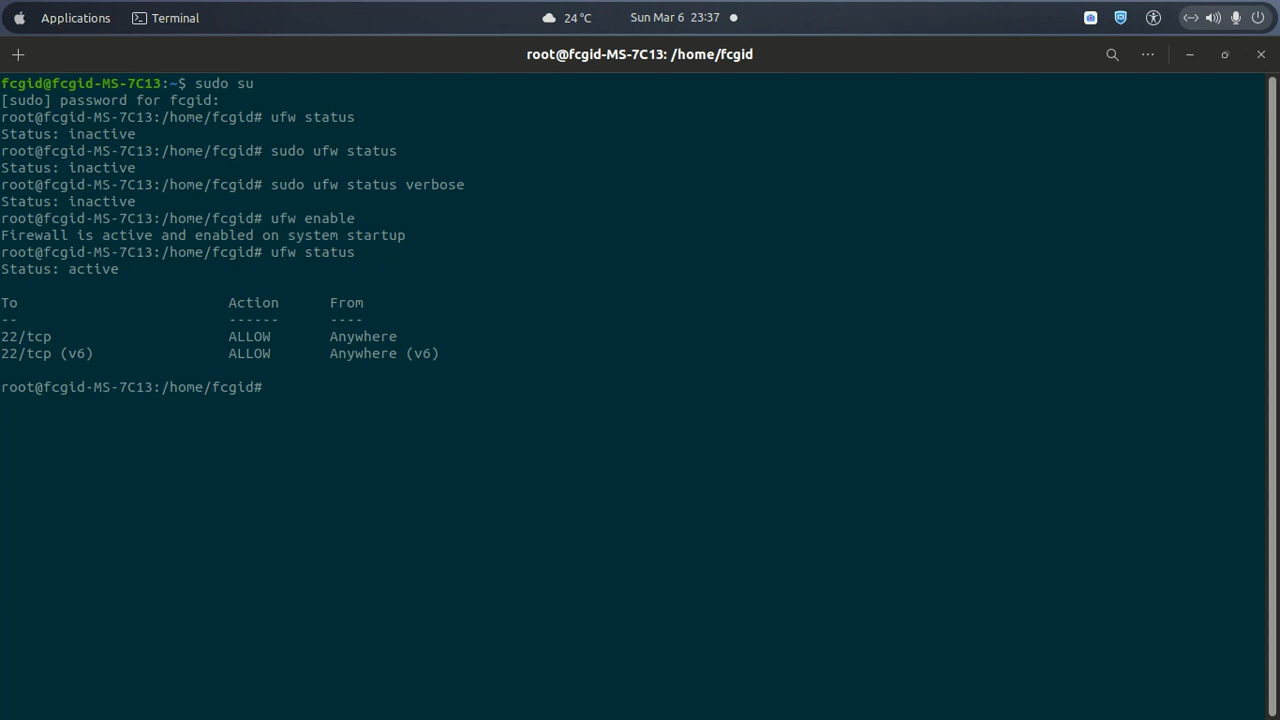 Applications Terminal 24 °C Sun Mar 6 23:37
root@fcgid-MS-7C13: /home/fcgid
fcgid@fcgid-MS-7C13:~$ sudo su
[sudo] password for fcgid:
root@fcgid-MS-7C13:/home/fcgid# ufw status
Status: inactive
root@fcgid-MS-7C13:/home/fcgid# sudo ufw status
Status: inactive
root@fcgid-MS-7C13:/home/fcgid# sudo ufw status verbose
Status: inactive
root@fcgid-MS-7C13:/home/fcgid# ufw enable
Firewall is active and enabled on system startup
root@fcgid-MS-7C13:/home/fcgid# ufw status
Status: active
To Action From
-- ------ ----
22/tcp ALLOW Anywhere
22/tcp (v6) ALLOW Anywhere (v6)
root@fcgid-MS-7C13:/home/fcgid#